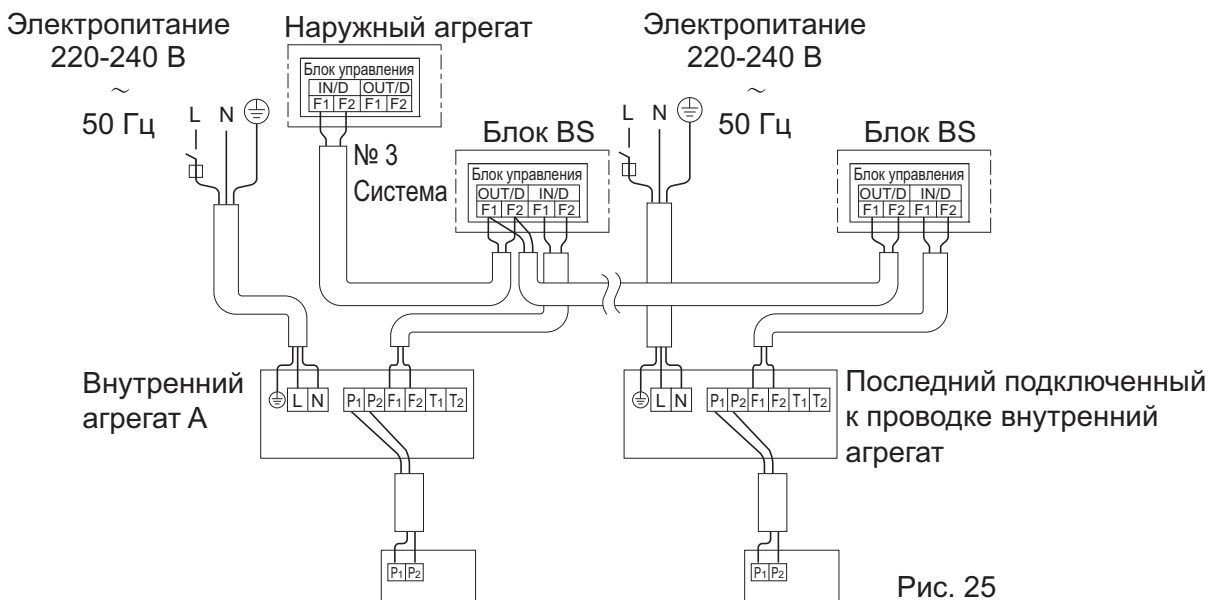 Электропитание
220-240 В
~
50 Гц
L N
Наружный агрегат
Блок управления
IN/D OUT/D
F1 F2 F1 F2
№ 3
Система
Блок BS
Блок управления
OUT/D IN/D
F1 F2 F1 F2
Электропитание
220-240 В
~
50 Гц
L N
Блок BS
Блок управления
OUT/D IN/D
F1 F2 F1 F2
Внутренний
агрегат A
L N
P1 P2 F1 F2 T1 T2
P1 P2
L N
P1 P2 F1 F2 T1 T2
Последний подключенный
к проводке внутренний
агрегат
P1 P2
Рис. 25